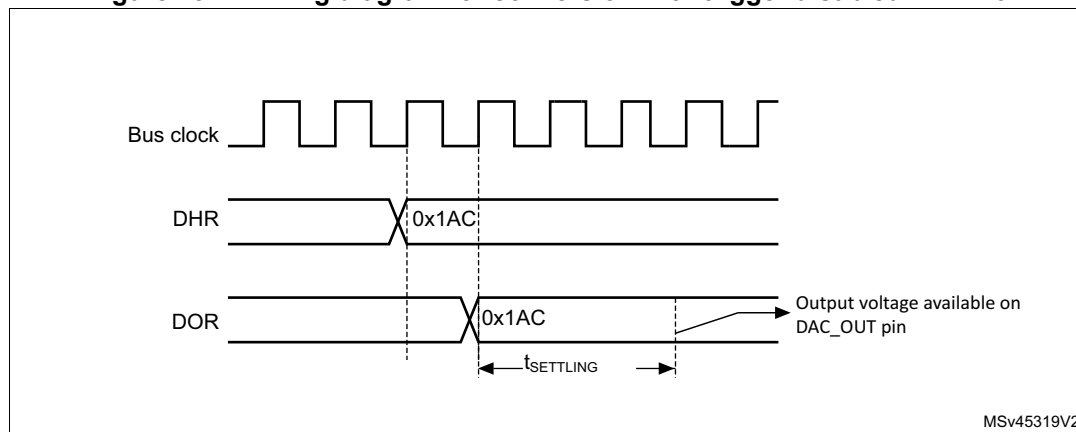 Bus clock
DHR
0x1AC
DOR
0x1AC
Output voltage available on
DAC_OUT pin
tSETTLING
MSv45319V2